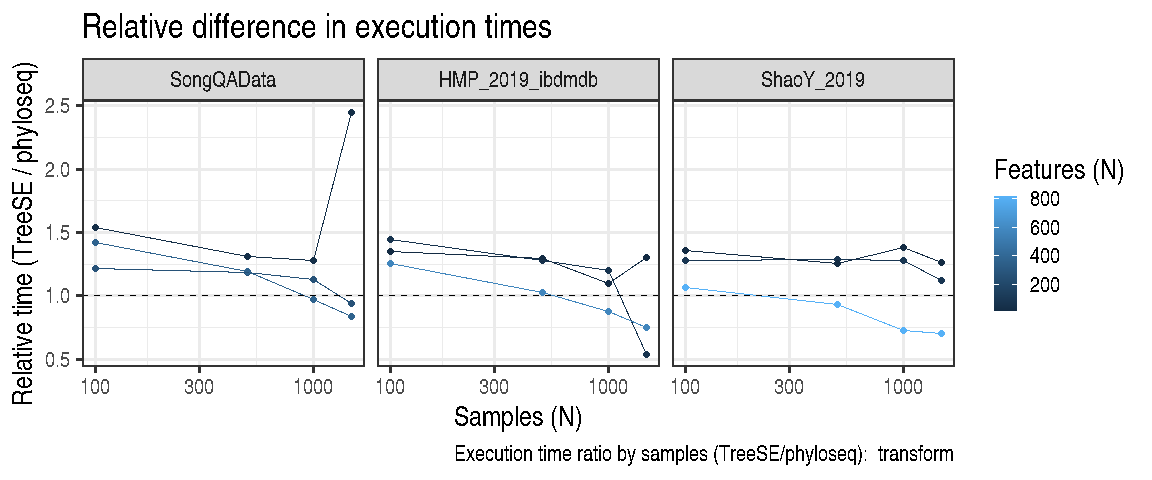 Relative difference in execution times
SongQAData
HMP_2019_ibdmdb
ShaoY_2019
Relative time (TreeSE / phyloseq)
2.5
2.0
1.5
1.0
0.5
100
300
1000
100
300
1000
100
300
1000
Samples (N)
Features (N)
800
600
400
200
Execution time ratio by samples (TreeSE/phyloseq):  transform